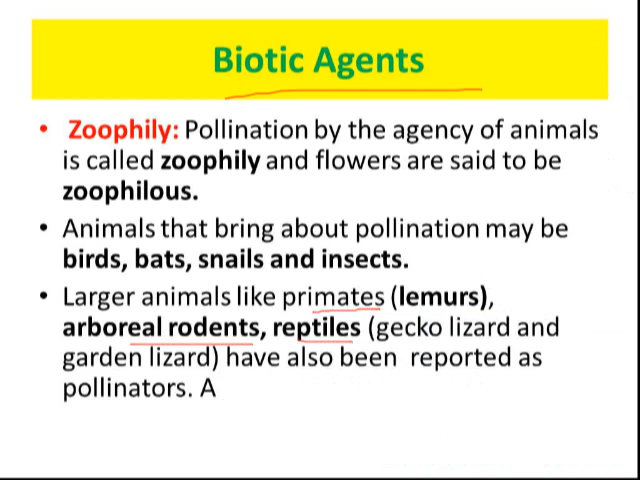 Biotic Agents
• Zoophily: Pollination by the agency of animals
is called zoophily and flowers are said to be
zoophilous.
• Animals that bring about pollination may be
birds, bats, snails and insects.
• Larger animals like primates (lemurs),
arboreal rodents, reptiles (gecko lizard and
garden lizard) have also been reported as
pollinators. A